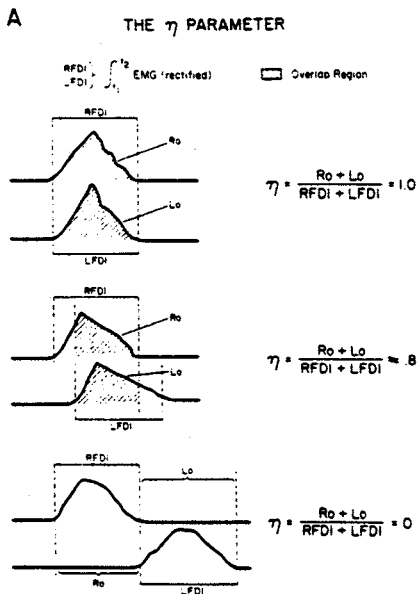 A
THE η PARAMETER
RFDI
LFDI } ∫ t₁ t₂ EMG (rectified)
Overlap Region
RFDI
Ro
Lo
LFDI
η = Ro + Lo / RFDI + LFDI = 1.0
RFDI
Ro
Lo
LFDI
η = Ro + Lo / RFDI + LFDI ≈ .8
RFDI
Lo
Ro
LFDI
η = Ro + Lo / RFDI + LFDI = 0